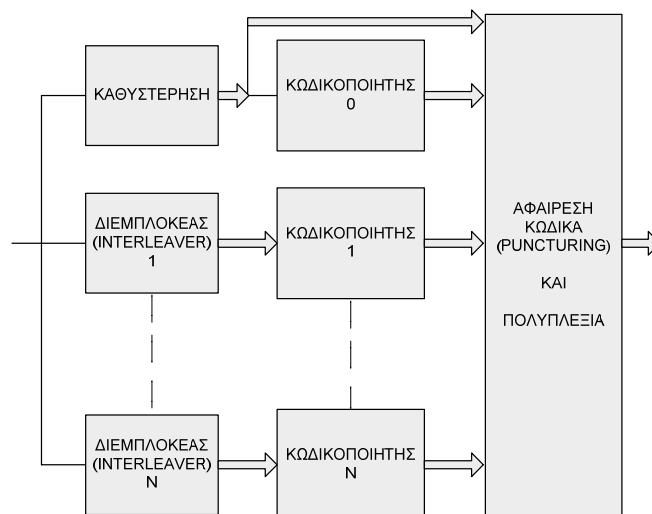 ΚΑΘΥΣΤΕΡΗΣΗ
ΚΩΔΙΚΟΠΟΙΗΤΗΣ
0
ΔΙΕΜΠΛΟΚΕΑΣ
(INTERLEAVER)
1
ΚΩΔΙΚΟΠΟΙΗΤΗΣ
1
ΔΙΕΜΠΛΟΚΕΑΣ
(INTERLEAVER)
N
ΚΩΔΙΚΟΠΟΙΗΤΗΣ
N
ΑΦΑΙΡΕΣΗ
ΚΩΔΙΚΑ
(PUNCTURING)
ΚΑΙ
ΠΟΛΥΠΛΕΞΙΑ